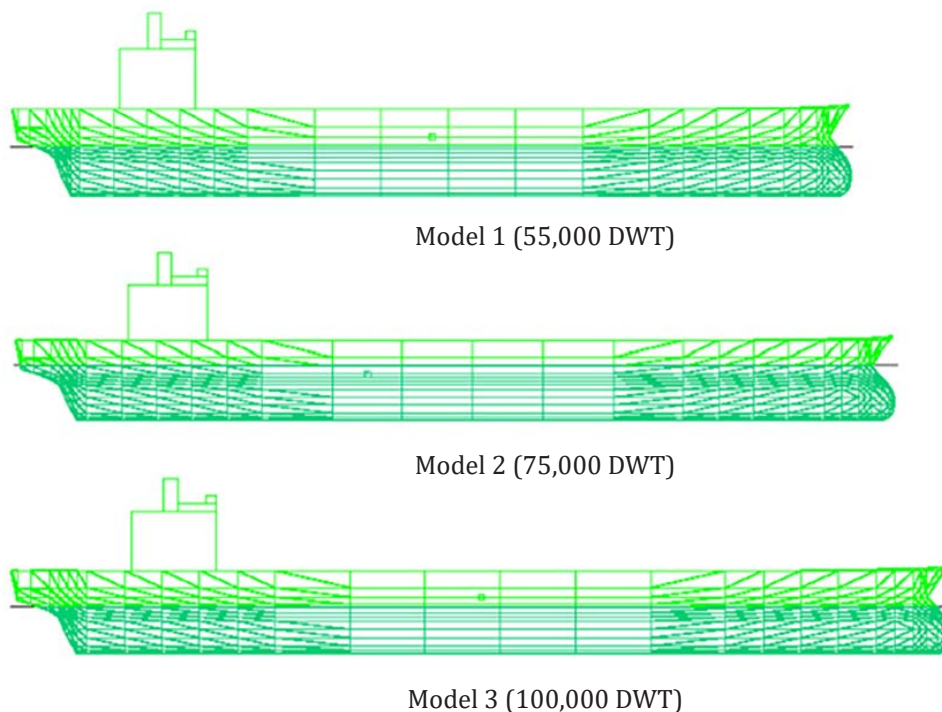 Model 1 (55,000 DWT)
Model 2 (75,000 DWT)
Model 3 (100,000 DWT)